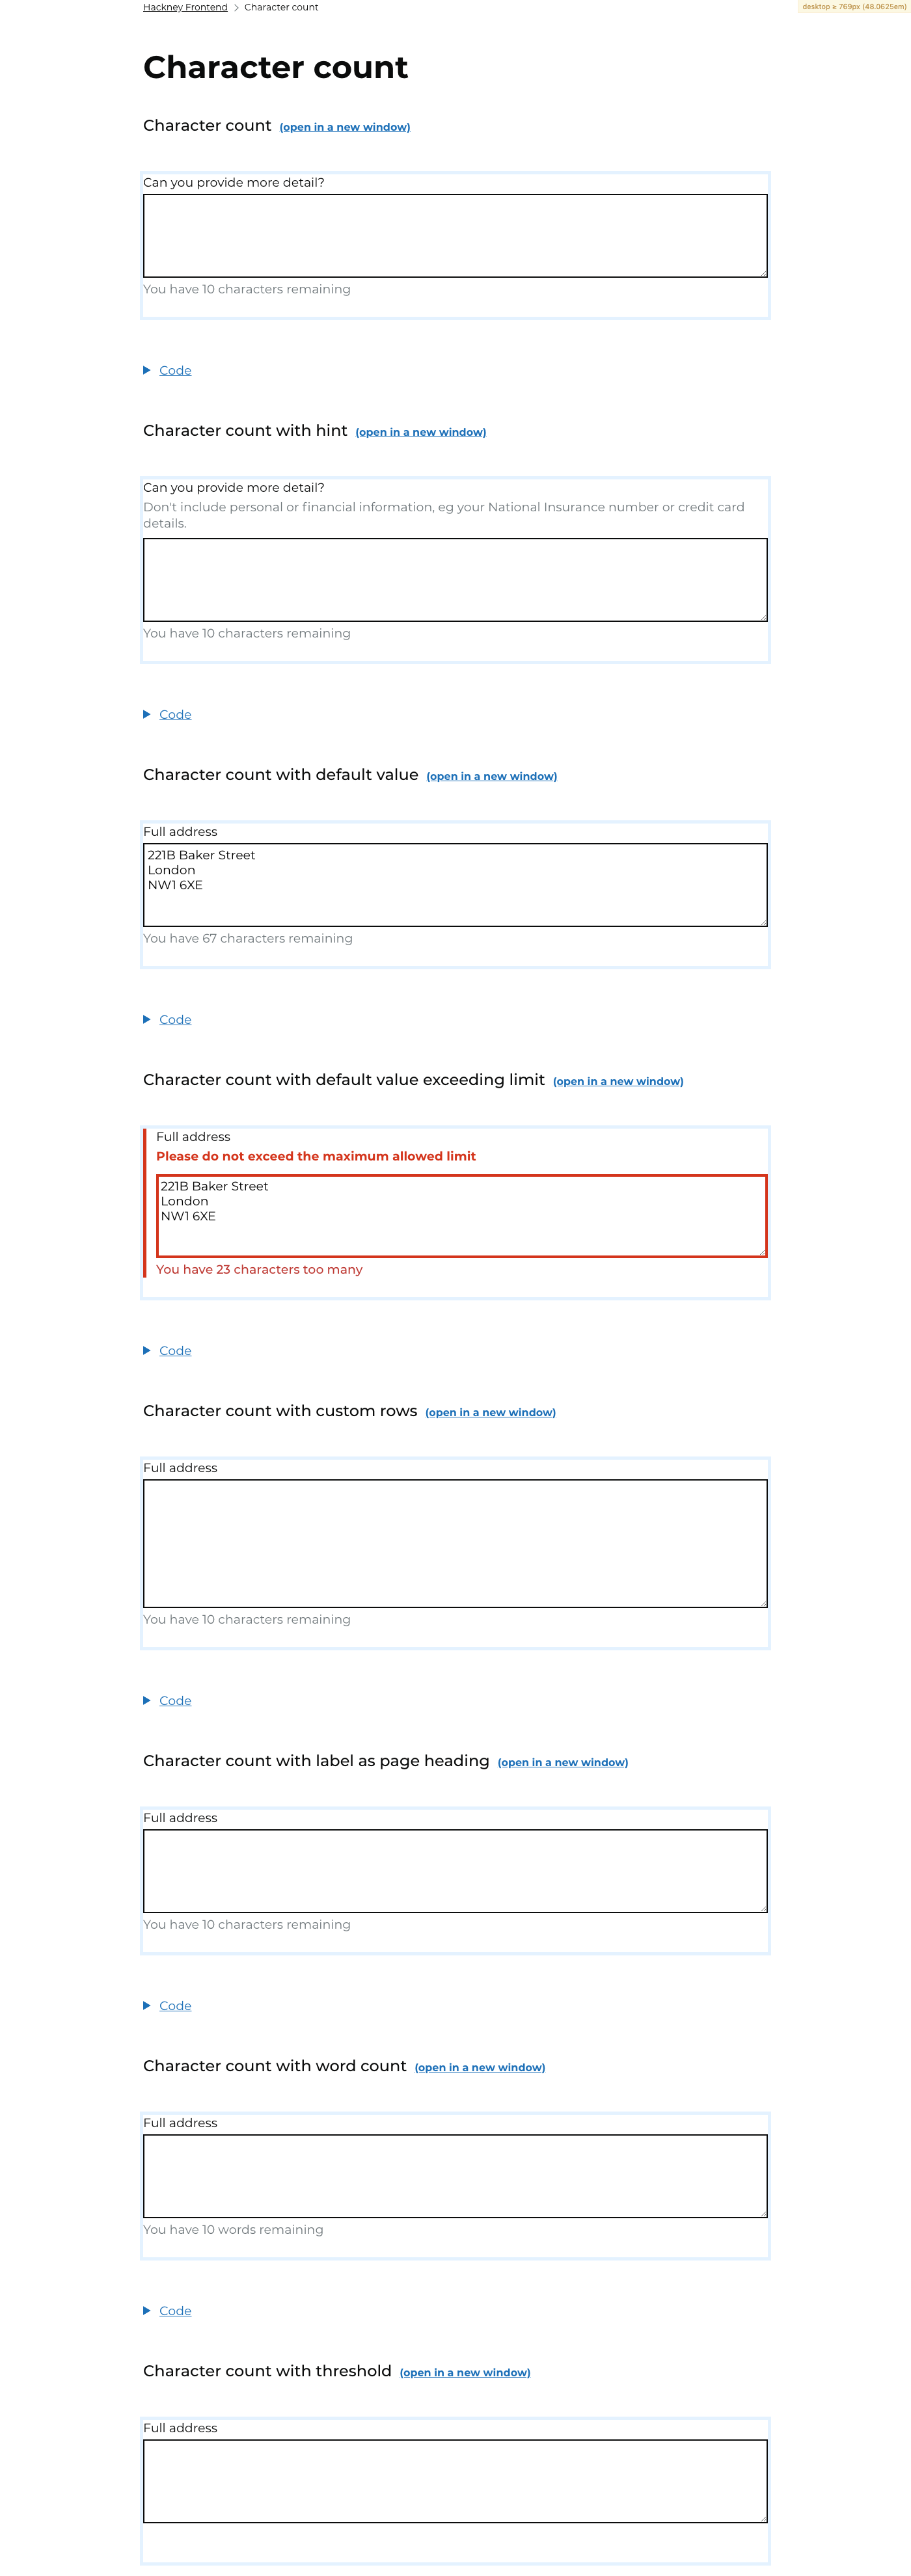 Hackney Frontend > Character count
desktop ≥ 769px (48.0625em)
Character count
Character count (open in a new window)
Can you provide more detail?
You have 10 characters remaining
Code
Character count with hint (open in a new window)
Can you provide more detail?
Don't include personal or financial information, eg your National Insurance number or credit card
details.
You have 10 characters remaining
Code
Character count with default value (open in a new window)
Full address
221B Baker Street
London
NW1 6XE
You have 67 characters remaining
Code
Character count with default value exceeding limit (open in a new window)
Full address
Please do not exceed the maximum allowed limit
221B Baker Street
London
NW1 6XE
You have 23 characters too many
Code
Character count with custom rows (open in a new window)
Full address
You have 10 characters remaining
Code
Character count with label as page heading (open in a new window)
Full address
You have 10 characters remaining
Code
Character count with word count (open in a new window)
Full address
You have 10 words remaining
Code
Character count with threshold (open in a new window)
Full address